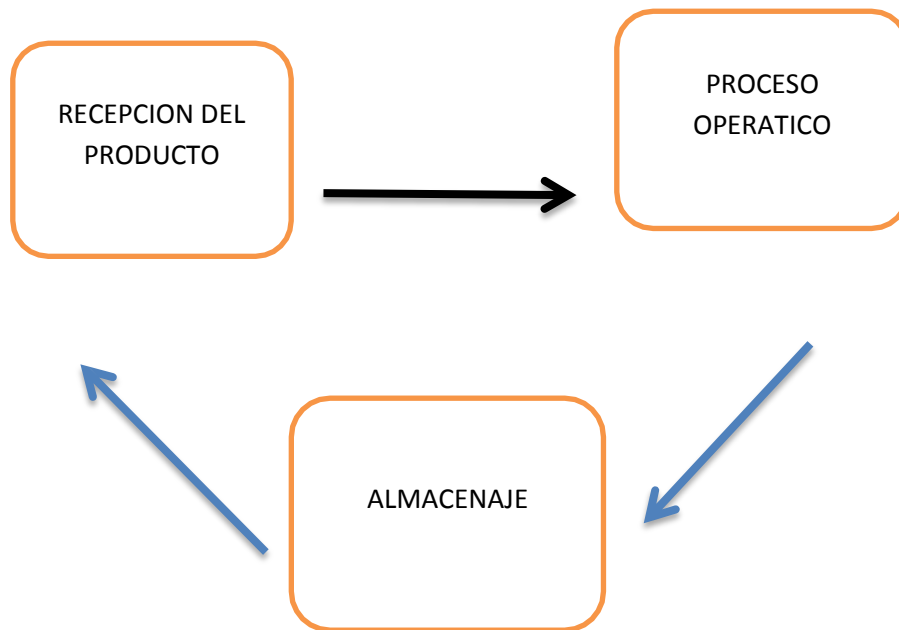 RECEPCION DEL
PRODUCTO
PROCESO
OPERATICO
ALMACENAJE